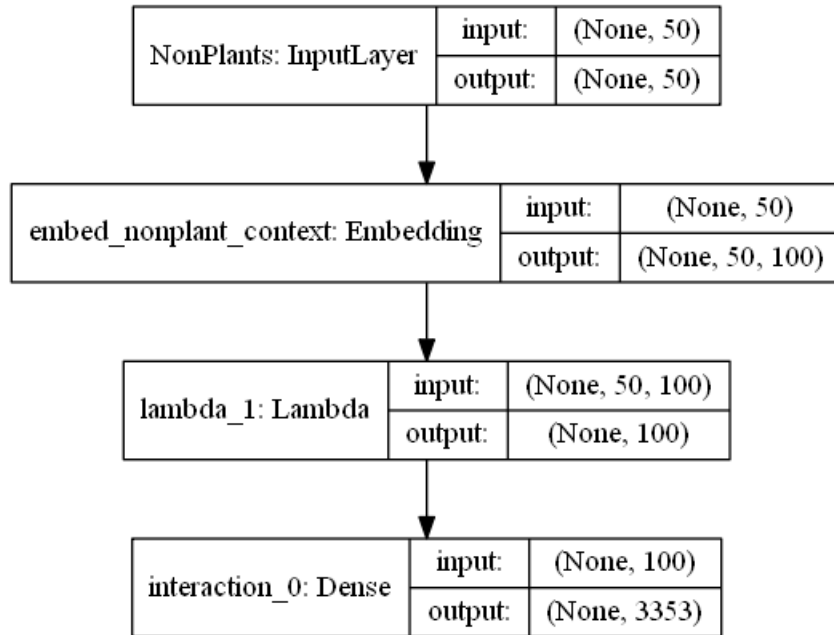 NonPlants: InputLayer
input: (None, 50)
output: (None, 50)
embed_nonplant_context: Embedding
input: (None, 50)
output: (None, 50, 100)
lambda_1: Lambda
input: (None, 50, 100)
output: (None, 100)
interaction_0: Dense
input: (None, 100)
output: (None, 3353)